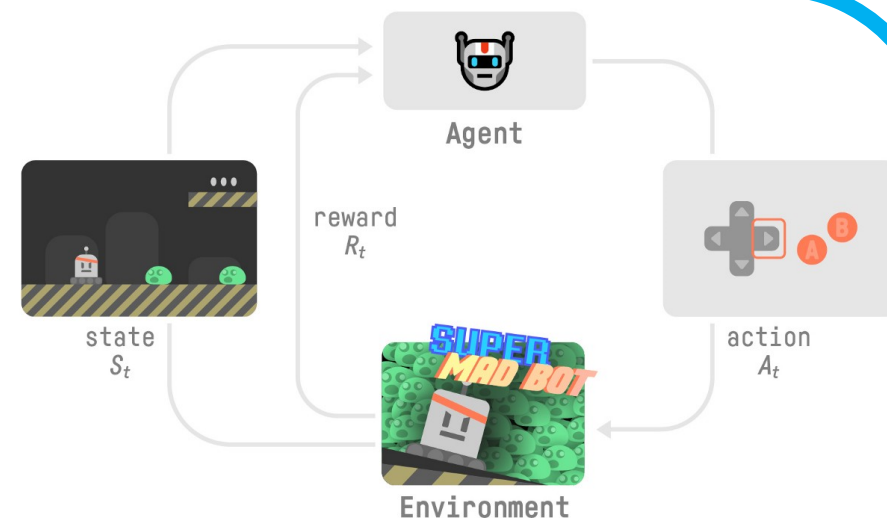 Agent
reward
Rt
state
St
A
B
action
At
SUPER
MAD BOT
Environment